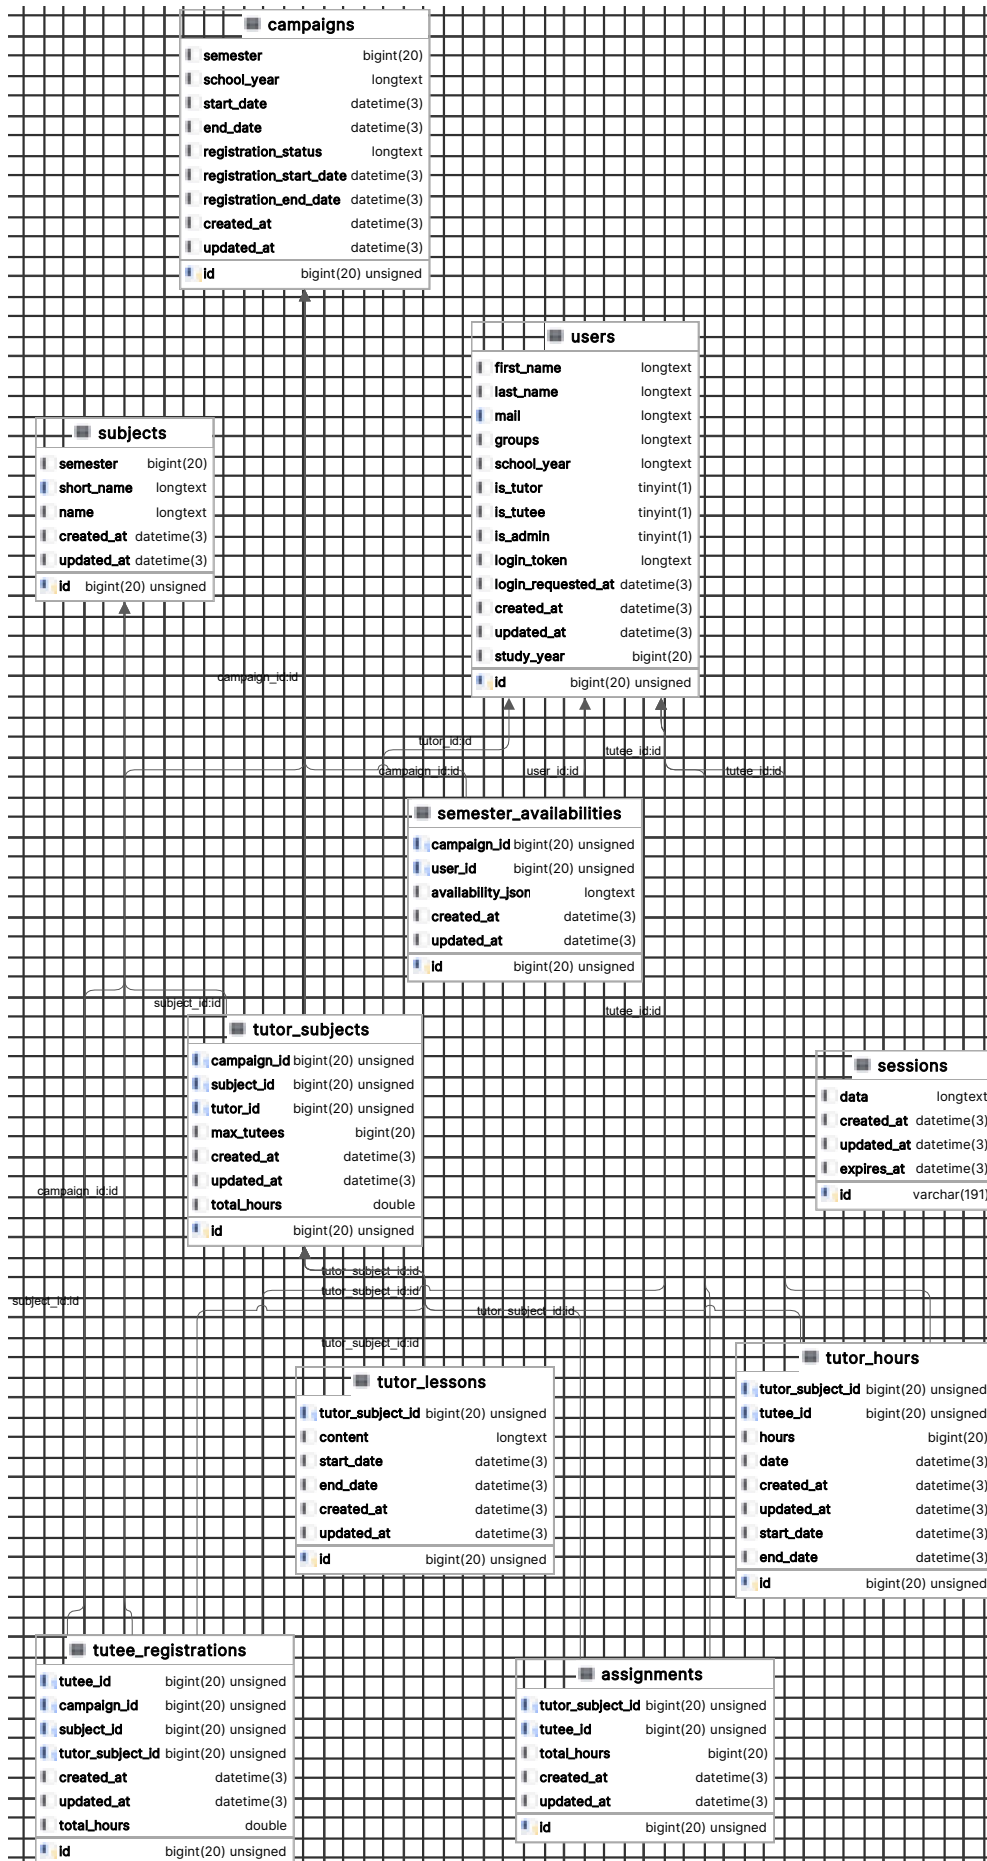 campaigns
semester bigint(20)
school_year longtext
start_date datetime(3)
end_date datetime(3)
registration_status longtext
registration_start_date datetime(3)
registration_end_date datetime(3)
created_at datetime(3)
updated_at datetime(3)
id bigint(20) unsigned
users
first_name longtext
last_name longtext
mail longtext
groups longtext
school_year longtext
is_tutor tinyint(1)
is_tutee tinyint(1)
is_admin tinyint(1)
login_token longtext
login_requested_at datetime(3)
created_at datetime(3)
updated_at datetime(3)
study_year bigint(20)
id bigint(20) unsigned
subjects
semester bigint(20)
short_name longtext
name longtext
created_at datetime(3)
updated_at datetime(3)
id bigint(20) unsigned
campaign_id:id
tutor_id:id
tutee_id:id
campaign_id:id
user_id:id
tutee_id:id
semester_availabilities
campaign_id bigint(20) unsigned
user_id bigint(20) unsigned
availability_json longtext
created_at datetime(3)
updated_at datetime(3)
id bigint(20) unsigned
subject_id:id
tutee_id:id
tutor_subjects
campaign_id bigint(20) unsigned
subject_id bigint(20) unsigned
tutor_id bigint(20) unsigned
max_tutees bigint(20)
created_at datetime(3)
updated_at datetime(3)
total_hours double
id bigint(20) unsigned
sessions
data longtext
created_at datetime(3)
updated_at datetime(3)
expires_at datetime(3)
id varchar(191)
campaign_id:id
tutor_subject_id:id
tutor_subject_id:id
subject_id:id
tutor_subject_id:id
tutor_subject_id:id
tutor_lessons
tutor_subject_id bigint(20) unsigned
content longtext
start_date datetime(3)
end_date datetime(3)
created_at datetime(3)
updated_at datetime(3)
id bigint(20) unsigned
tutor_hours
tutor_subject_id bigint(20) unsigned
tutee_id bigint(20) unsigned
hours bigint(20)
date datetime(3)
created_at datetime(3)
updated_at datetime(3)
start_date datetime(3)
end_date datetime(3)
id bigint(20) unsigned
tutee_registrations
tutee_id bigint(20) unsigned
campaign_id bigint(20) unsigned
subject_id bigint(20) unsigned
tutor_subject_id bigint(20) unsigned
created_at datetime(3)
updated_at datetime(3)
total_hours double
id bigint(20) unsigned
assignments
tutor_subject_id bigint(20) unsigned
tutee_id bigint(20) unsigned
total_hours bigint(20)
created_at datetime(3)
updated_at datetime(3)
id bigint(20) unsigned